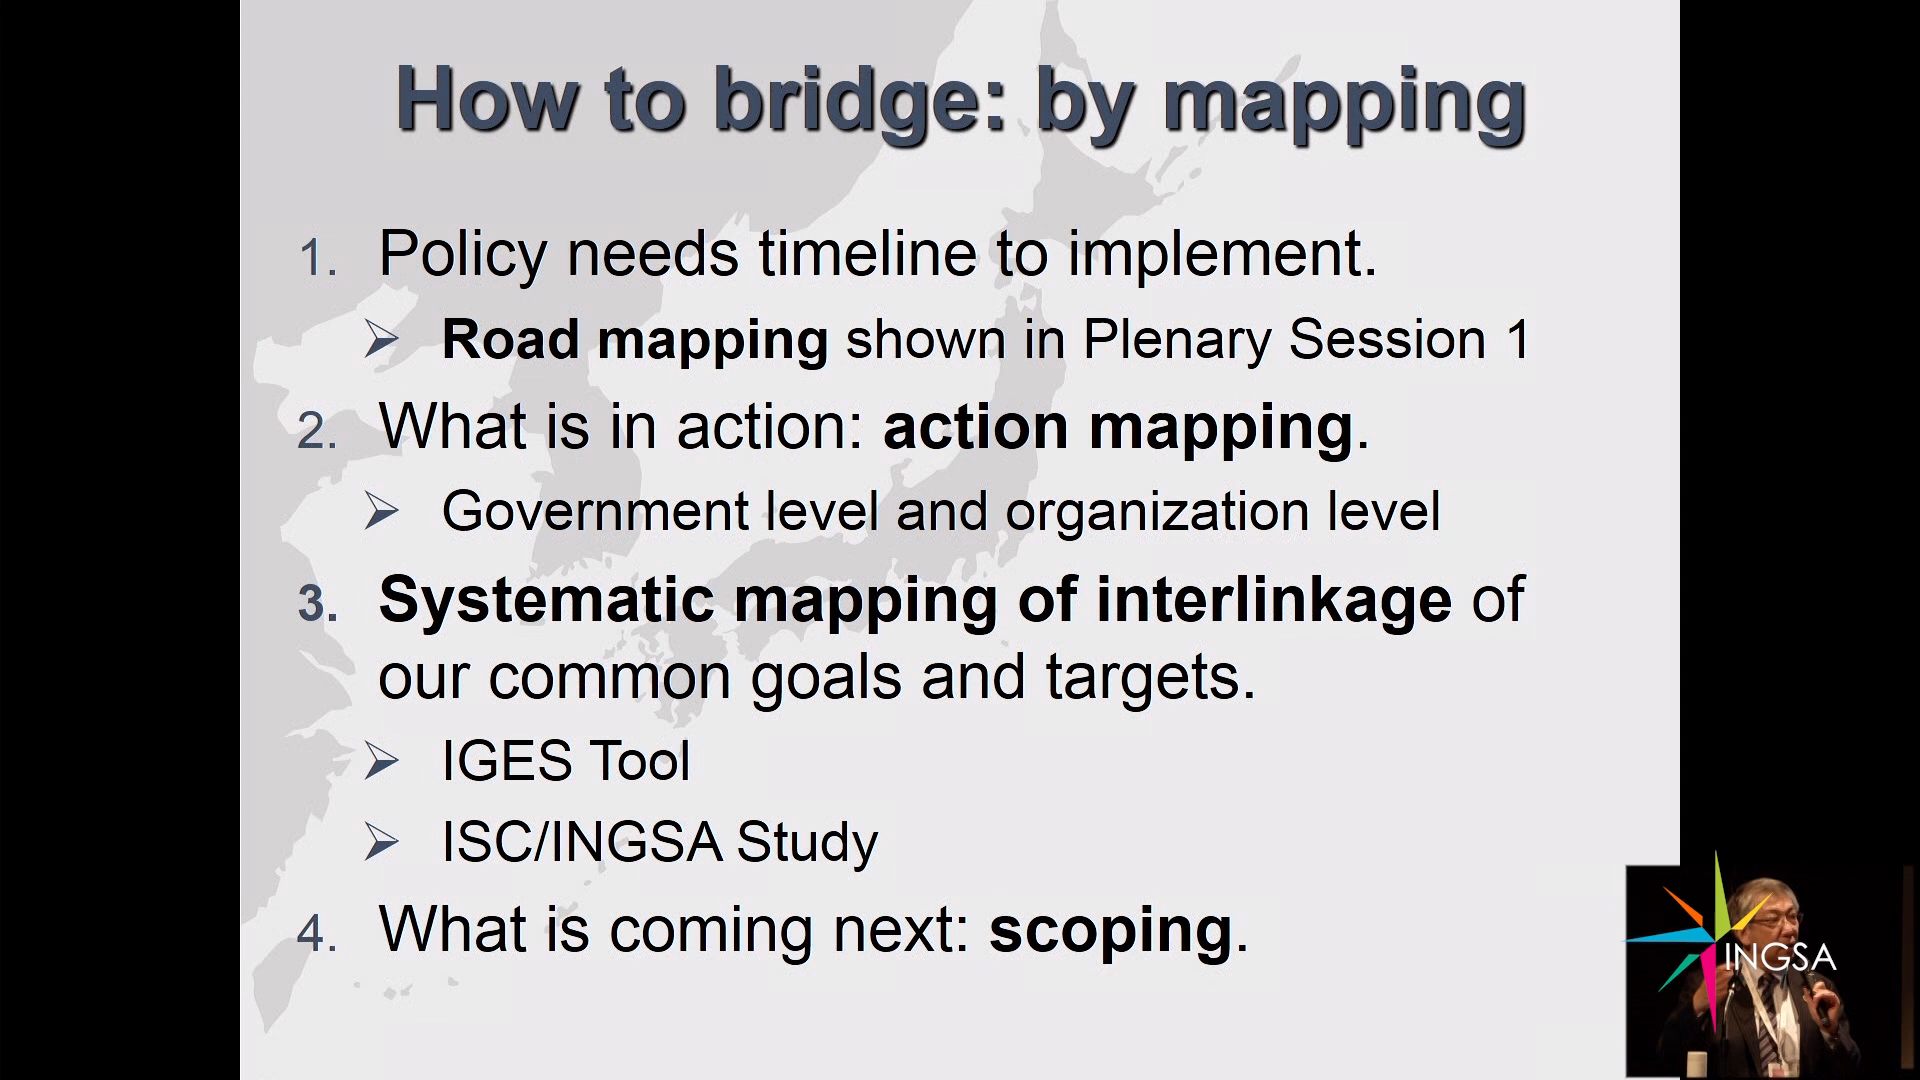 How to bridge: by mapping
1. Policy needs timeline to implement.
➢ Road mapping shown in Plenary Session 1
2. What is in action: action mapping.
➢ Government level and organization level
3. Systematic mapping of interlinkage of
our common goals and targets.
➢ IGES Tool
➢ ISC/INGSA Study
4. What is coming next: scoping.
INGSA